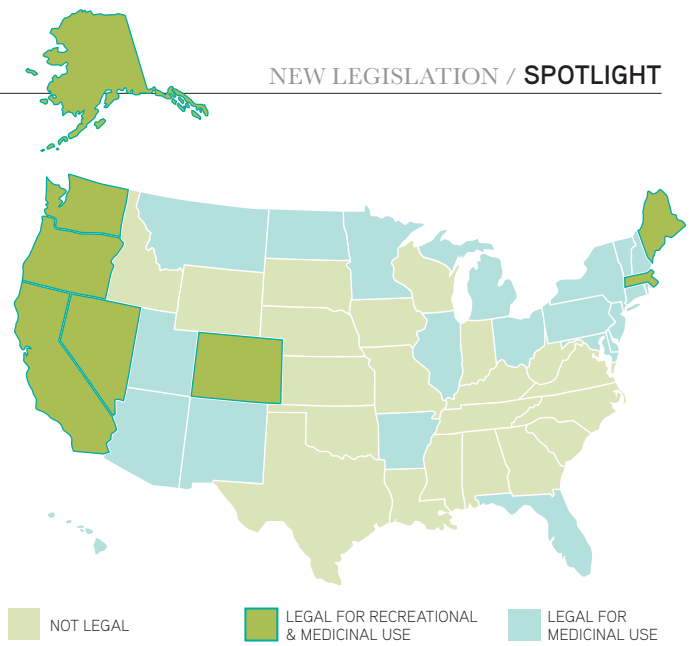 NEW LEGISLATION / SPOTLIGHT
NOT LEGAL
LEGAL FOR RECREATIONAL
& MEDICINAL USE
LEGAL FOR
MEDICINAL USE